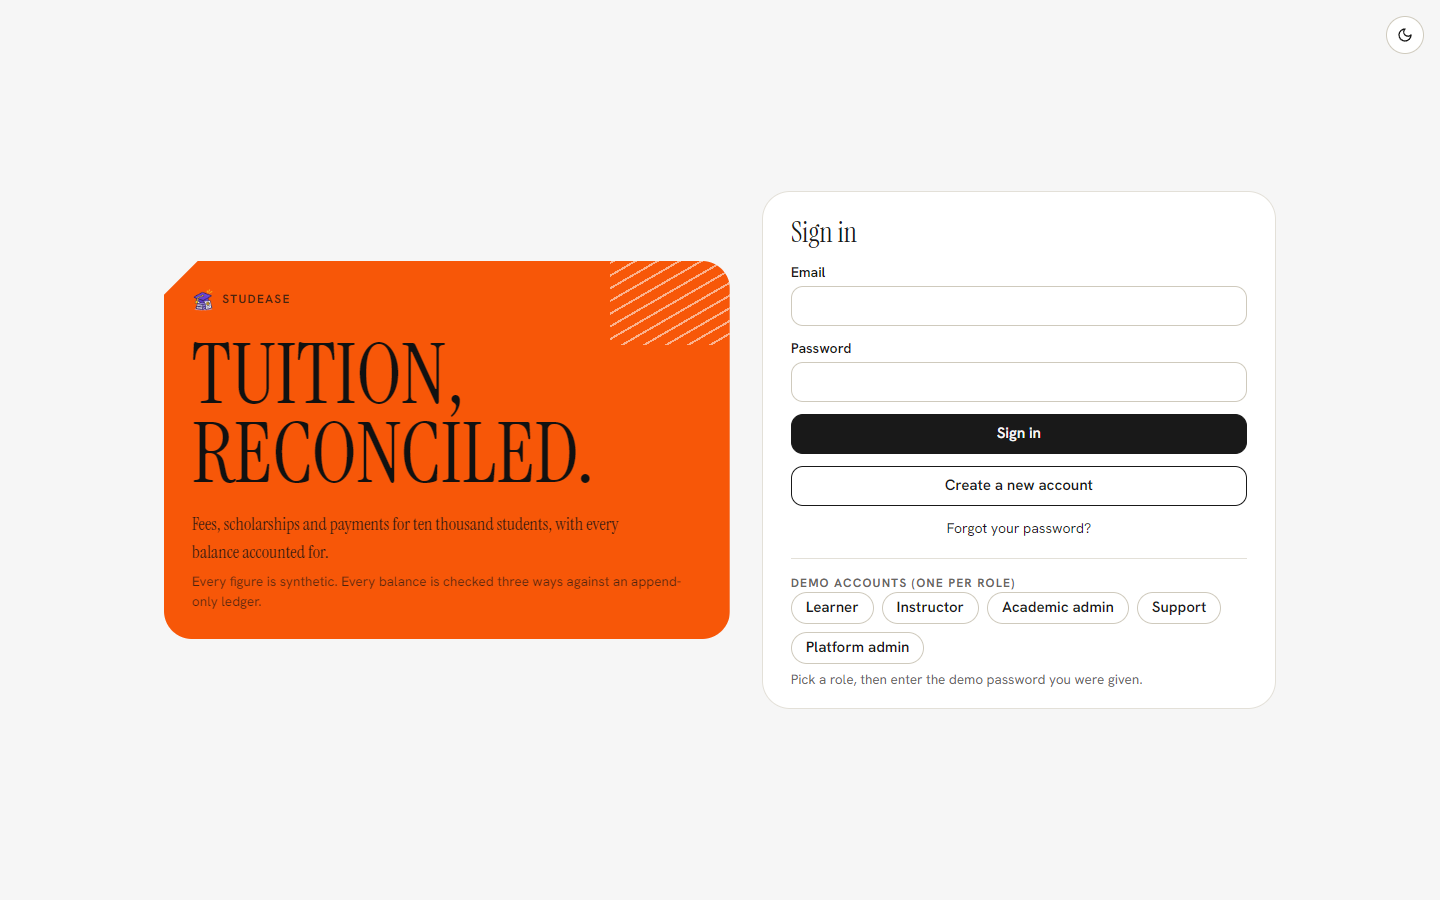 STUDEASE
TUITION,
RECONCILED.
Fees, scholarships and payments for ten thousand students, with every
balance accounted for.
Every figure is synthetic. Every balance is checked three ways against an append-
only ledger.
Sign in
Email
Password
Sign in
Create a new account
Forgot your password?
DEMO ACCOUNTS (ONE PER ROLE)
Learner Instructor Academic admin Support
Platform admin
Pick a role, then enter the demo password you were given.